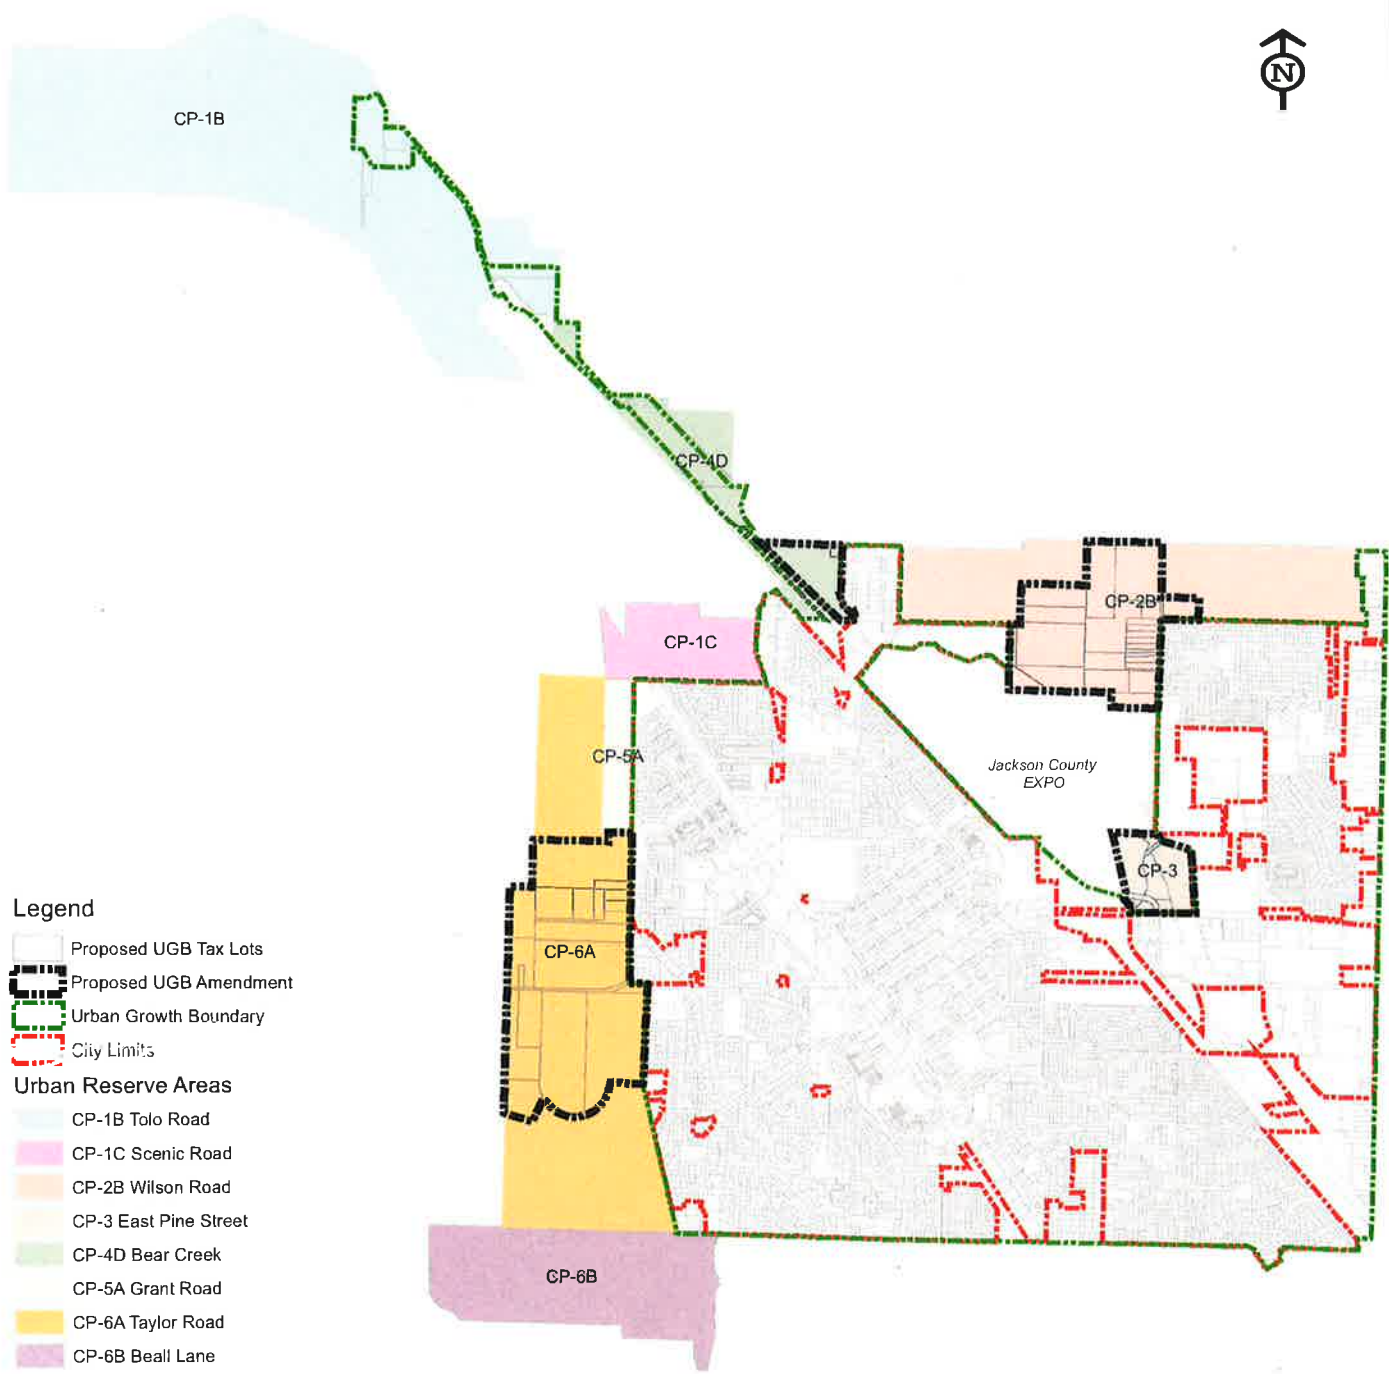 N
CP-1B
CP-4D
CP-2B
CP-1C
CP-5A
Jackson County
EXPO
CP-3
CP-6A
CP-6B
Legend
Proposed UGB Tax Lots
Proposed UGB Amendment
Urban Growth Boundary
City Limits
Urban Reserve Areas
CP-1B Tolo Road
CP-1C Scenic Road
CP-2B Wilson Road
CP-3 East Pine Street
CP-4D Bear Creek
CP-5A Grant Road
CP-6A Taylor Road
CP-6B Beall Lane